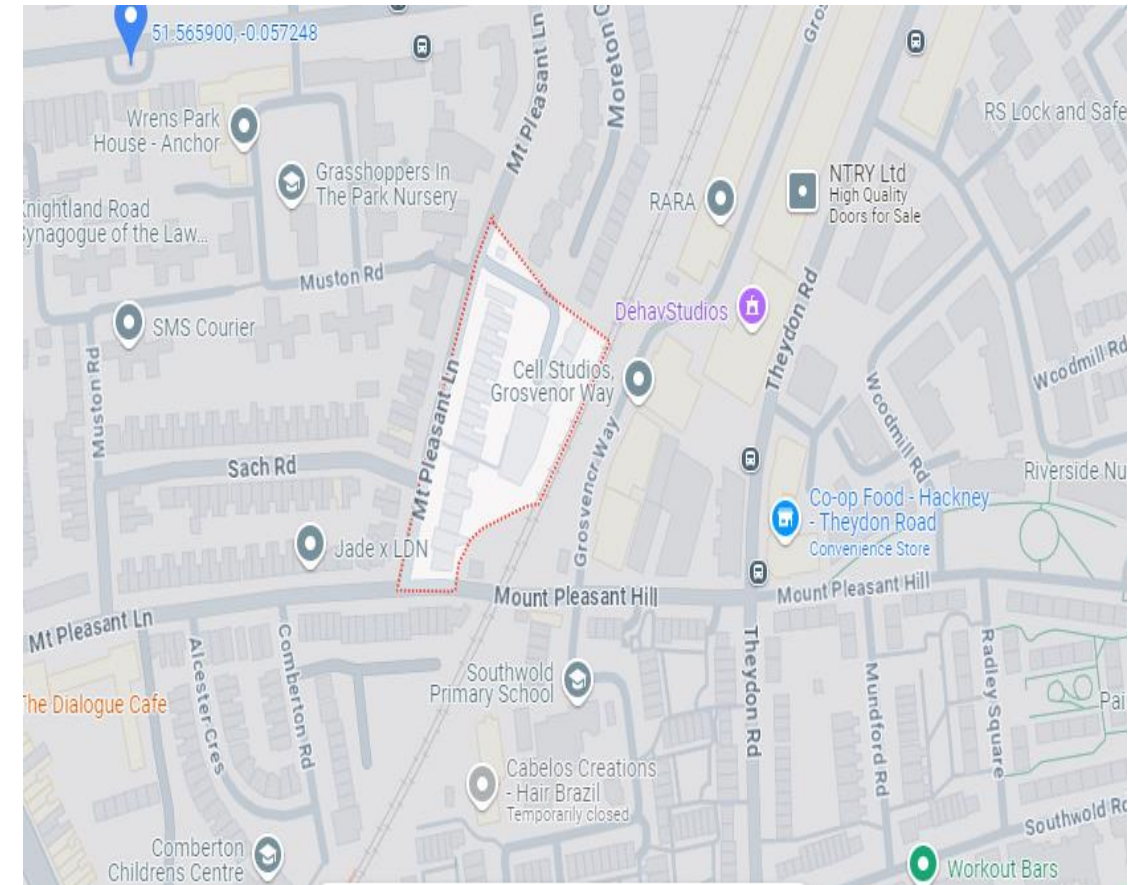 51.565900,-0.057248
Mt Pleasant Ln
Grosv
Wrens Park
House - Anchor
Moreton C
RS Lock and Safe
Grasshoppers In
The Park Nursery
NTRY Ltd
High Quality
Doors for Sale
RARA
Knightland Road
Synagogue of the Law...
Muston Rd
DehavStudios
SMS Courier
Theydon Rd
Cell Studios,
Grosvenor Way
Woodmill Rd
Muston Rd
Mt Pleasant Ln
Woodmill Rd
Sach Rd
Grosvenor Way
Riverside Nu
Co-op Food - Hackney
- Theydon Road
Convenience Store
Jade x LDN
Mount Pleasant Hill
Mount Pleasant Hill
Mt Pleasant Ln
Alcester Cres
Comberton Rd
Theydon Rd
Mundford Rd
Radley Square
Southwold
Primary School
The Dialogue Cafe
Pai
Cabelos Creations
- Hair Brazil
Temporarily closed
Southwold Rd
Comberton
Childrens Centre
Workout Bars